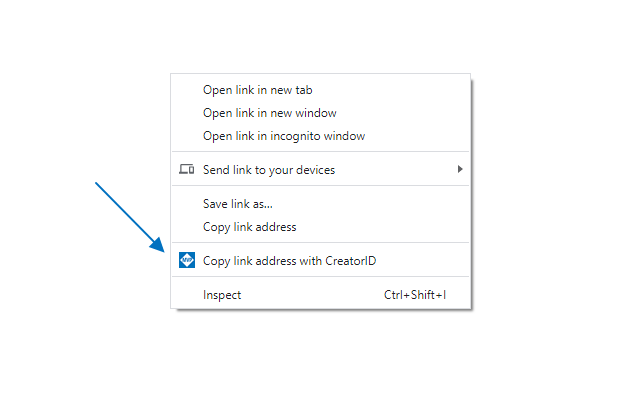 Open link in new tab
Open link in new window
Open link in incognito window
Send link to your devices
Save link as...
Copy link address
MVP Copy link address with CreatorID
Inspect Ctrl+Shift+I